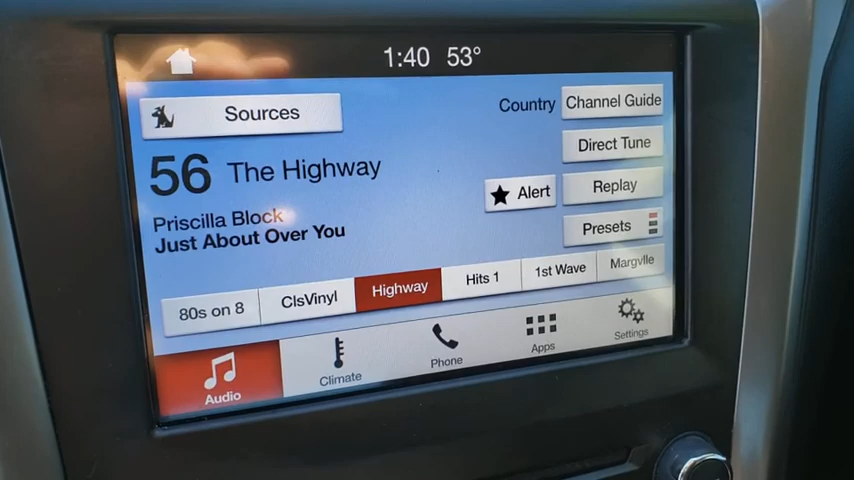 1:40 53°
Sources
Country
Channel Guide
56 The Highway
Direct Tune
Alert
Replay
Priscilla Block
Just About Over You
Presets
80s on 8
ClsVinyl
Highway
Hits 1
1st Wave
Margvlle
Audio
Climate
Phone
Apps
Settings